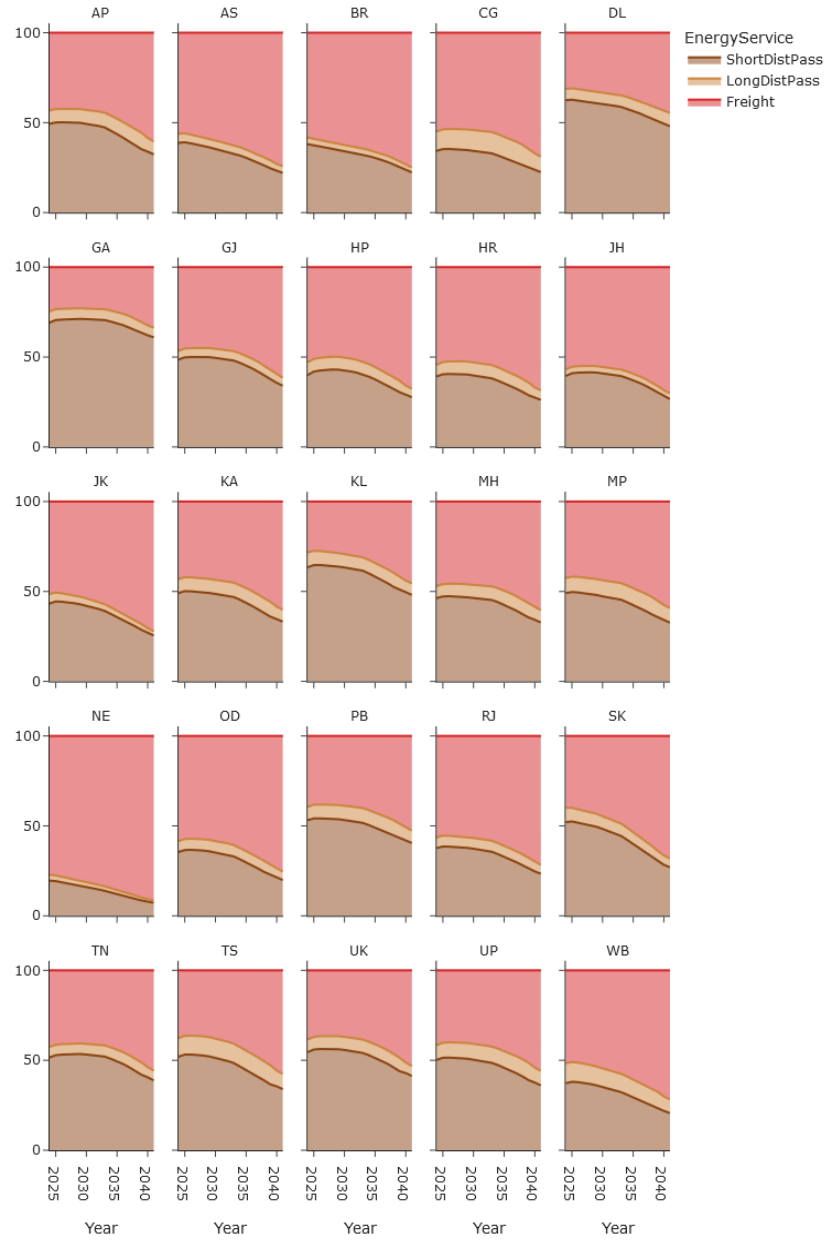 AP AS BR CG DL
EnergyService
ShortDistPass
LongDistPass
Freight
100
50
0
GA GJ HP HR JH
100
50
0
JK KA KL MH MP
100
50
0
NE OD PB RJ SK
100
50
0
TN TS UK UP WB
100
50
0
2025 2030 2035 2040 2025 2030 2035 2040 2025 2030 2035 2040 2025 2030 2035 2040 2025 2030 2035 2040
Year Year Year Year Year